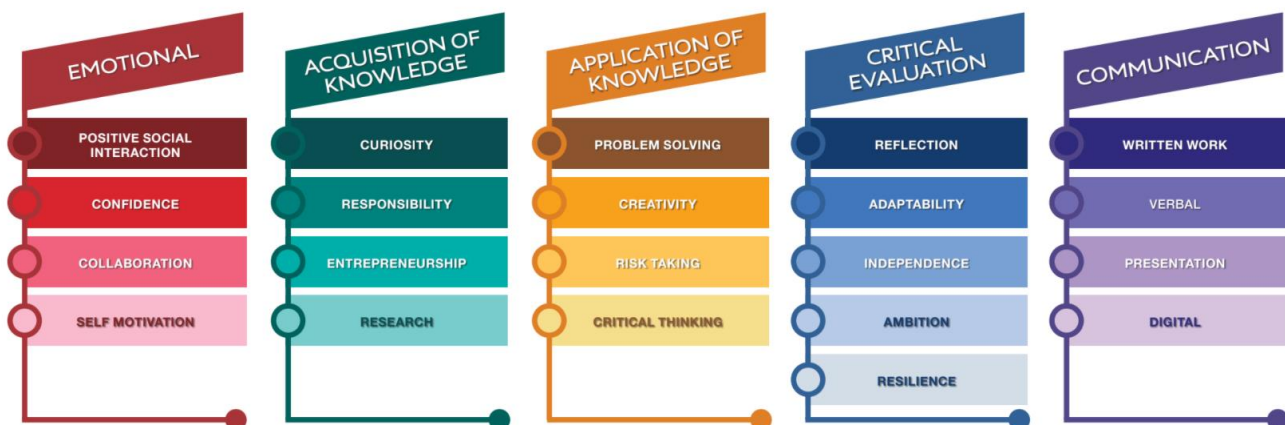 EMOTIONAL
POSITIVE SOCIAL
INTERACTION
CONFIDENCE
COLLABORATION
SELF MOTIVATION
ACQUISITION OF
KNOWLEDGE
CURIOSITY
RESPONSIBILITY
ENTREPRENEURSHIP
RESEARCH
APPLICATION OF
KNOWLEDGE
PROBLEM SOLVING
CREATIVITY
RISK TAKING
CRITICAL THINKING
CRITICAL
EVALUATION
REFLECTION
ADAPTABILITY
INDEPENDENCE
AMBITION
RESILIENCE
COMMUNICATION
WRITTEN WORK
VERBAL
PRESENTATION
DIGITAL